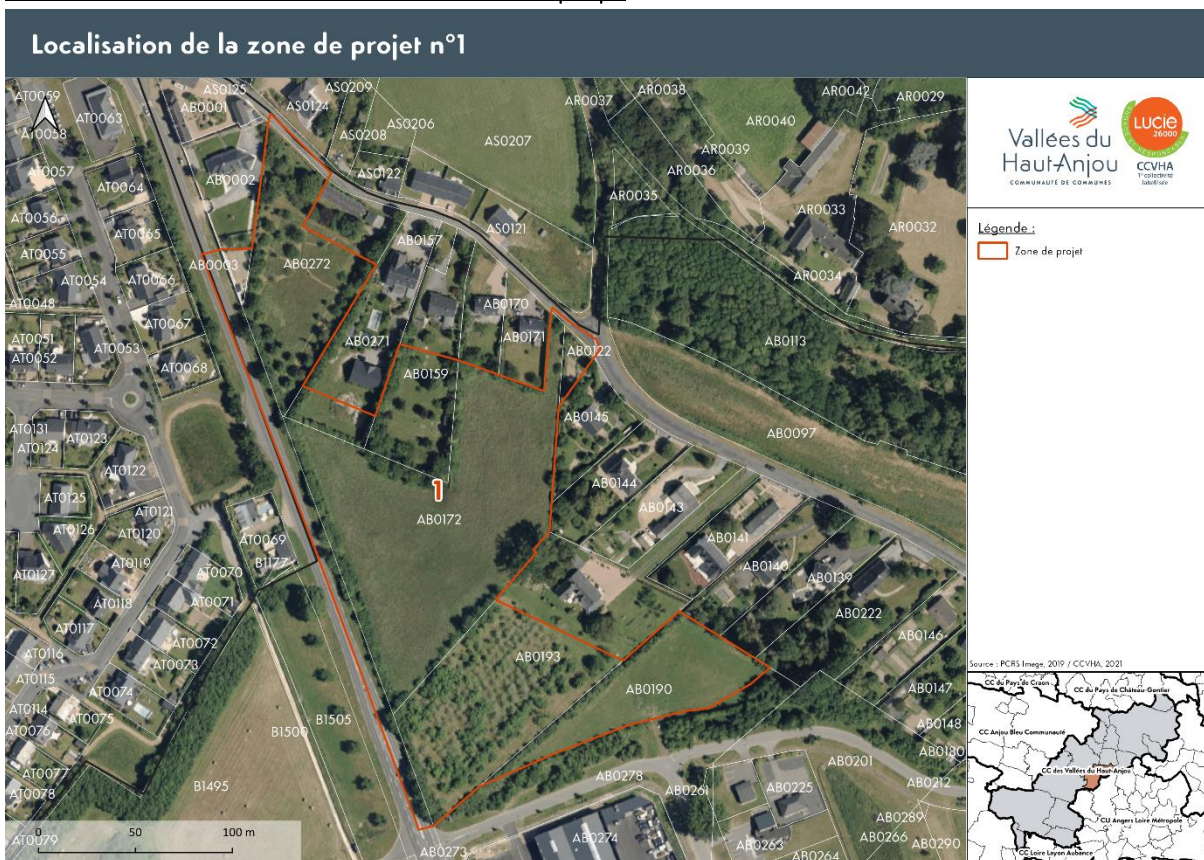 Localisation de la zone de projet n°1
AT0059
AT0063
AT0058
AT0057
AT0064
AT0056
AT0065
AT0055
AT0066
AT0054
AT0048
AT0067
AT0051
AT0053
AT0052
AT0068
AT0131
AT0123
AT0124
AT0122
AT0125
AT0121
AT0126
AT0120
AT0069
AT0127
AT0119
B1177
AT0070
AT0118
AT0071
AT0117
AT0072
AT0116
AT0073
AT0115
AT0074
AT0114
AT0075
AT0076
AT0077
AT0078
AT0079
B1500
B1505
B1495
AS0125
AB0001
AS0124
AS0209
AS0208
AS0206
AS0207
AS0122
AS0121
AB0002
AB0003
AB0272
AB0157
AB0170
AB0171
AB0271
AB0159
AB0122
AB0145
1
AB0172
AB0144
AB0143
AB0141
AB0140
AB0139
AB0222
AB0146
AB0147
AB0148
AB0180
AB0193
AB0190
AB0097
AB0113
AR0037
AR0038
AR0042
AR0029
AR0040
AR0039
AR0036
AR0035
AR0033
AR0032
AR0034
AB0278
AB0261
AB0225
AB0201
AB0212
AB0289
AB0266
AB0290
AB0274
AB0263
AB0264
AB0273
0 50 100 m
Vallées du
Haut-Anjou
COMMUNAUTÉ DE COMMUNES
LUCIE
26000
CCVHA
1ère collectivité
labellisée
Légende :
Zone de projet
Source : PCRS Image, 2019 / CCVHA, 2021
CC du Pays de Craon
CC du Pays de Château-Gontier
CC Anjou Bleu Communauté
CC des Vallées du Haut-Anjou
CU Angers Loire Métropole
CC Loire Layon Aubance